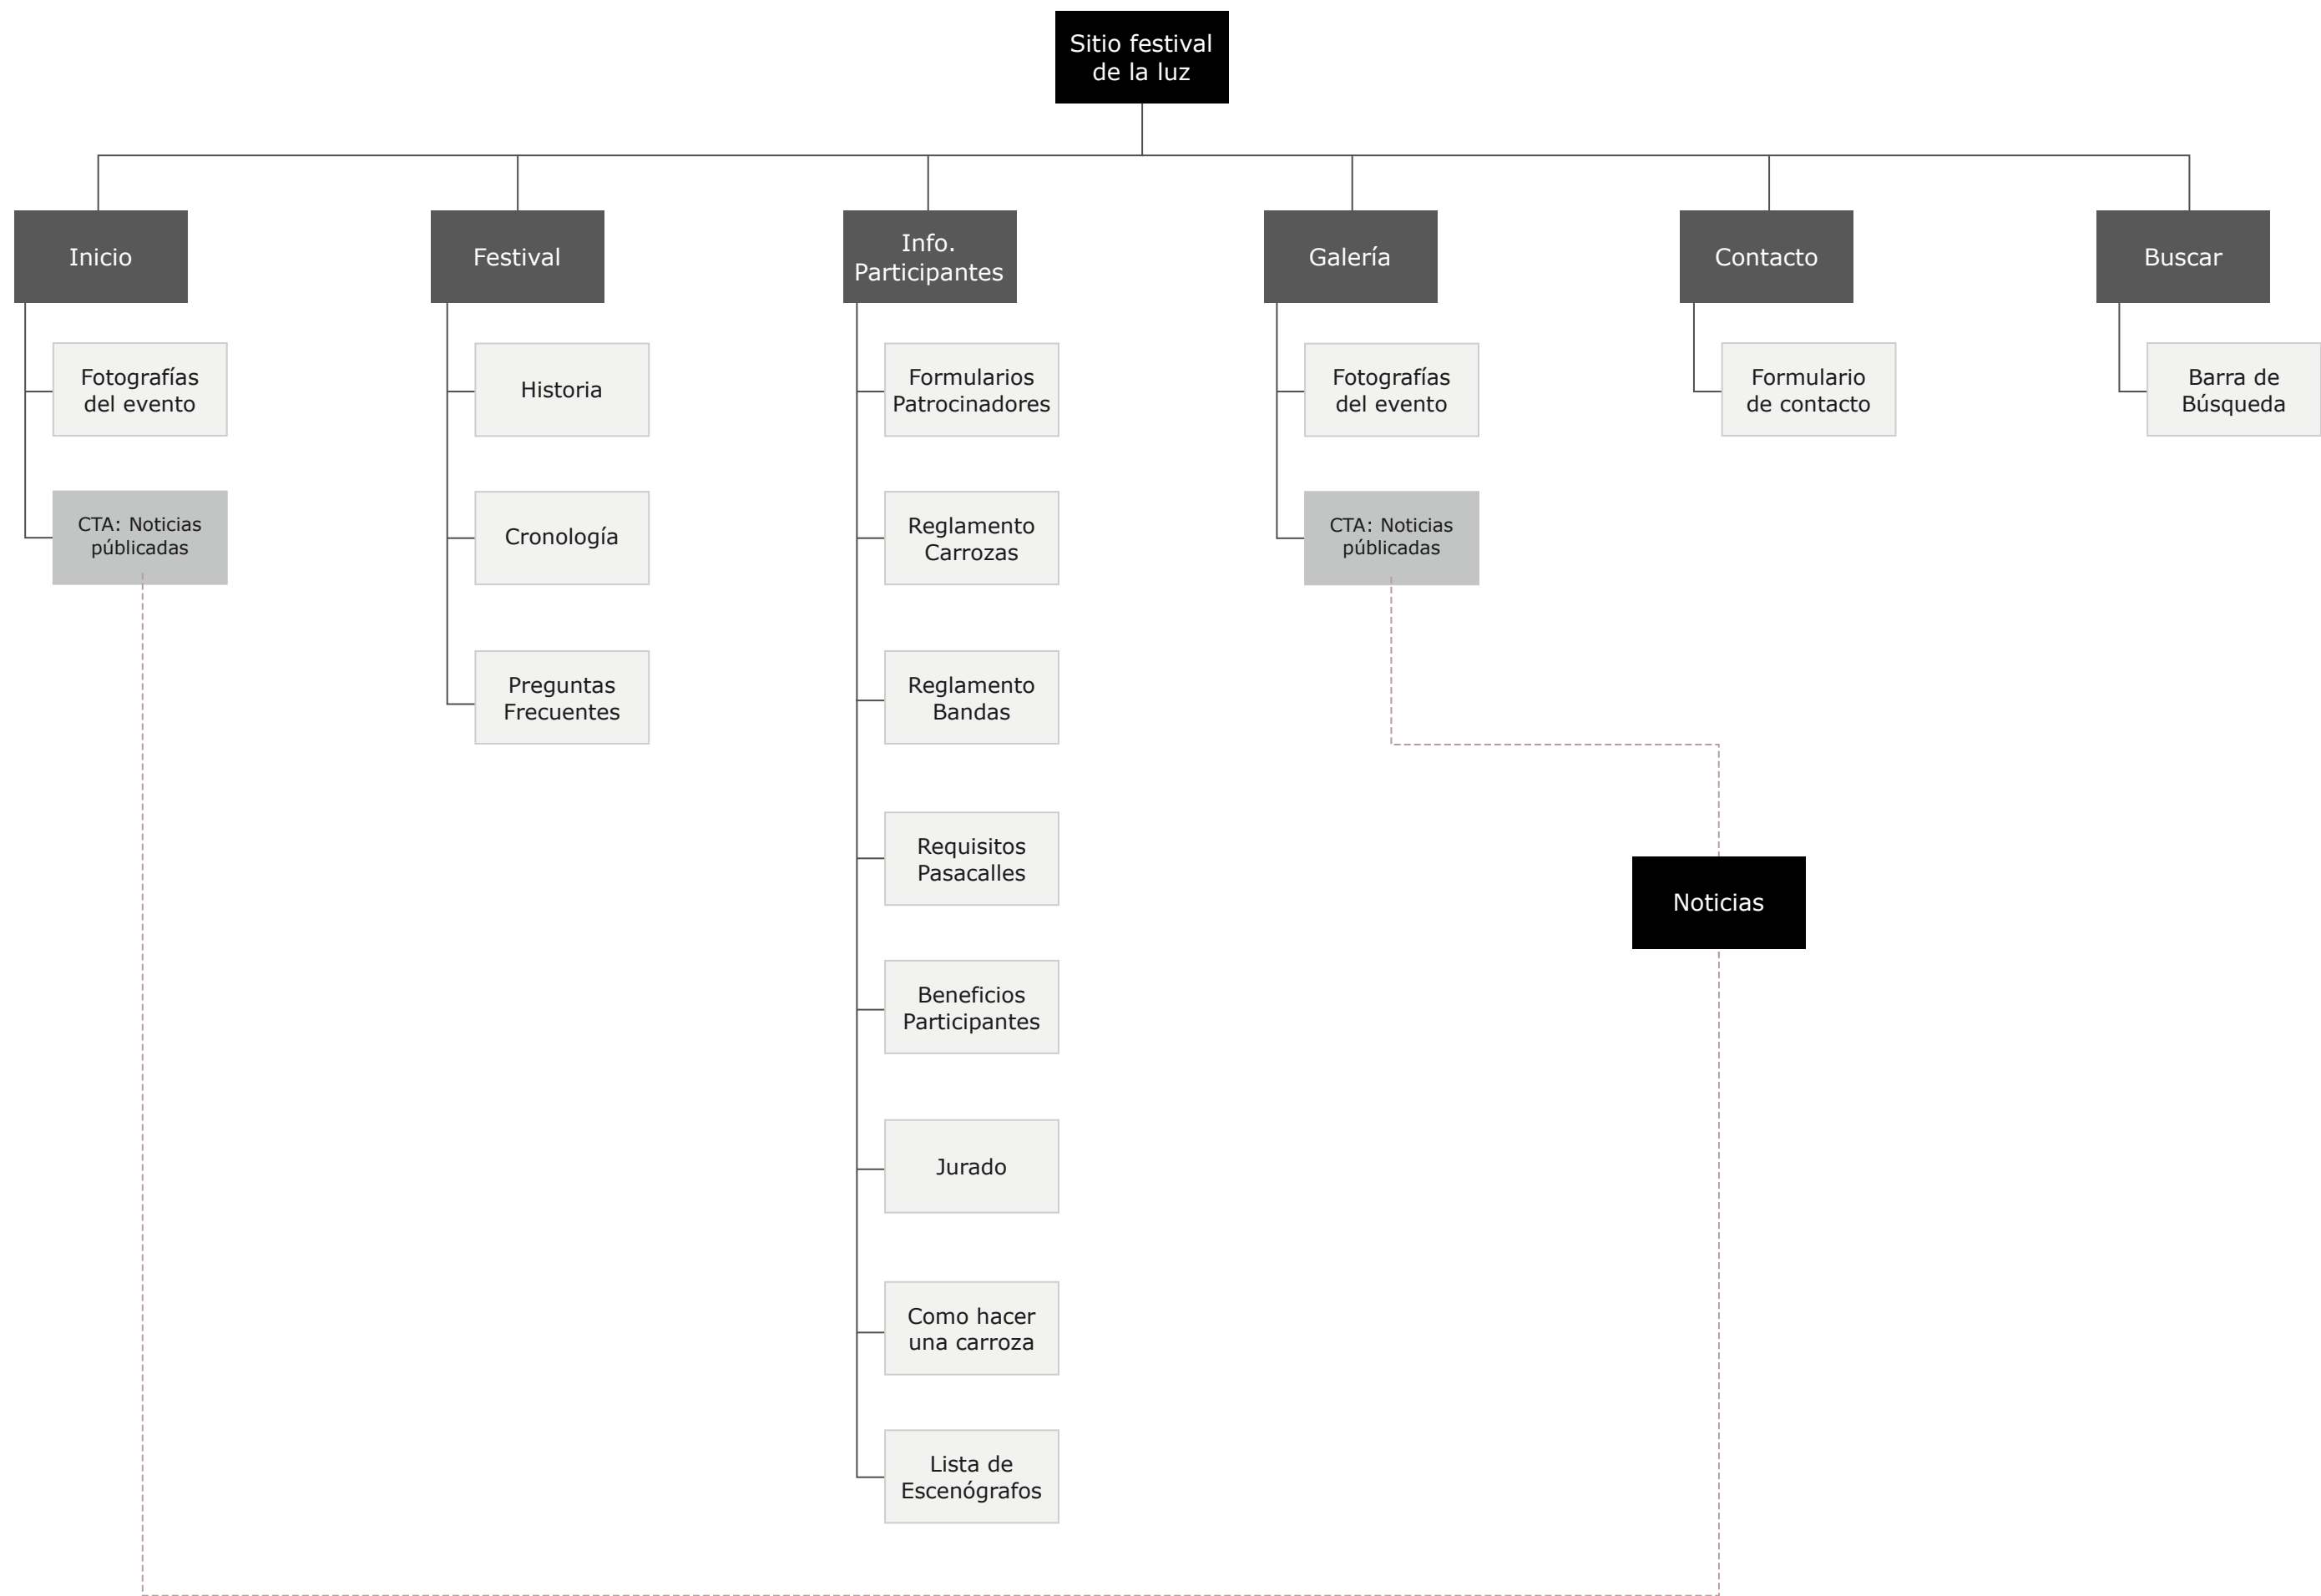 Sitio festival
de la luz
Inicio
Festival
Info.
Participantes
Galería
Contacto
Buscar
Fotografías
del evento
CTA: Noticias
públicadas
Historia
Cronología
Preguntas
Frecuentes
Formularios
Patrocinadores
Reglamento
Carrozas
Reglamento
Bandas
Requisitos
Pasacalles
Beneficios
Participantes
Jurado
Como hacer
una carroza
Lista de
Escenógrafos
Fotografías
del evento
CTA: Noticias
públicadas
Formulario
de contacto
Barra de
Búsqueda
Noticias